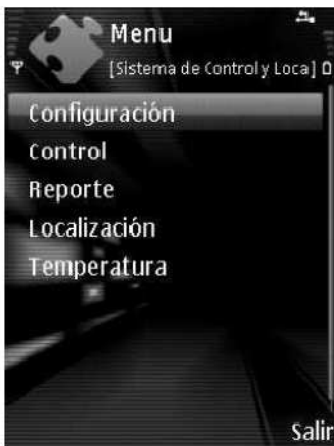 Menu
[Sistema de Control y Loca]
Configuración
Control
Reporte
Localización
Temperatura
Salir